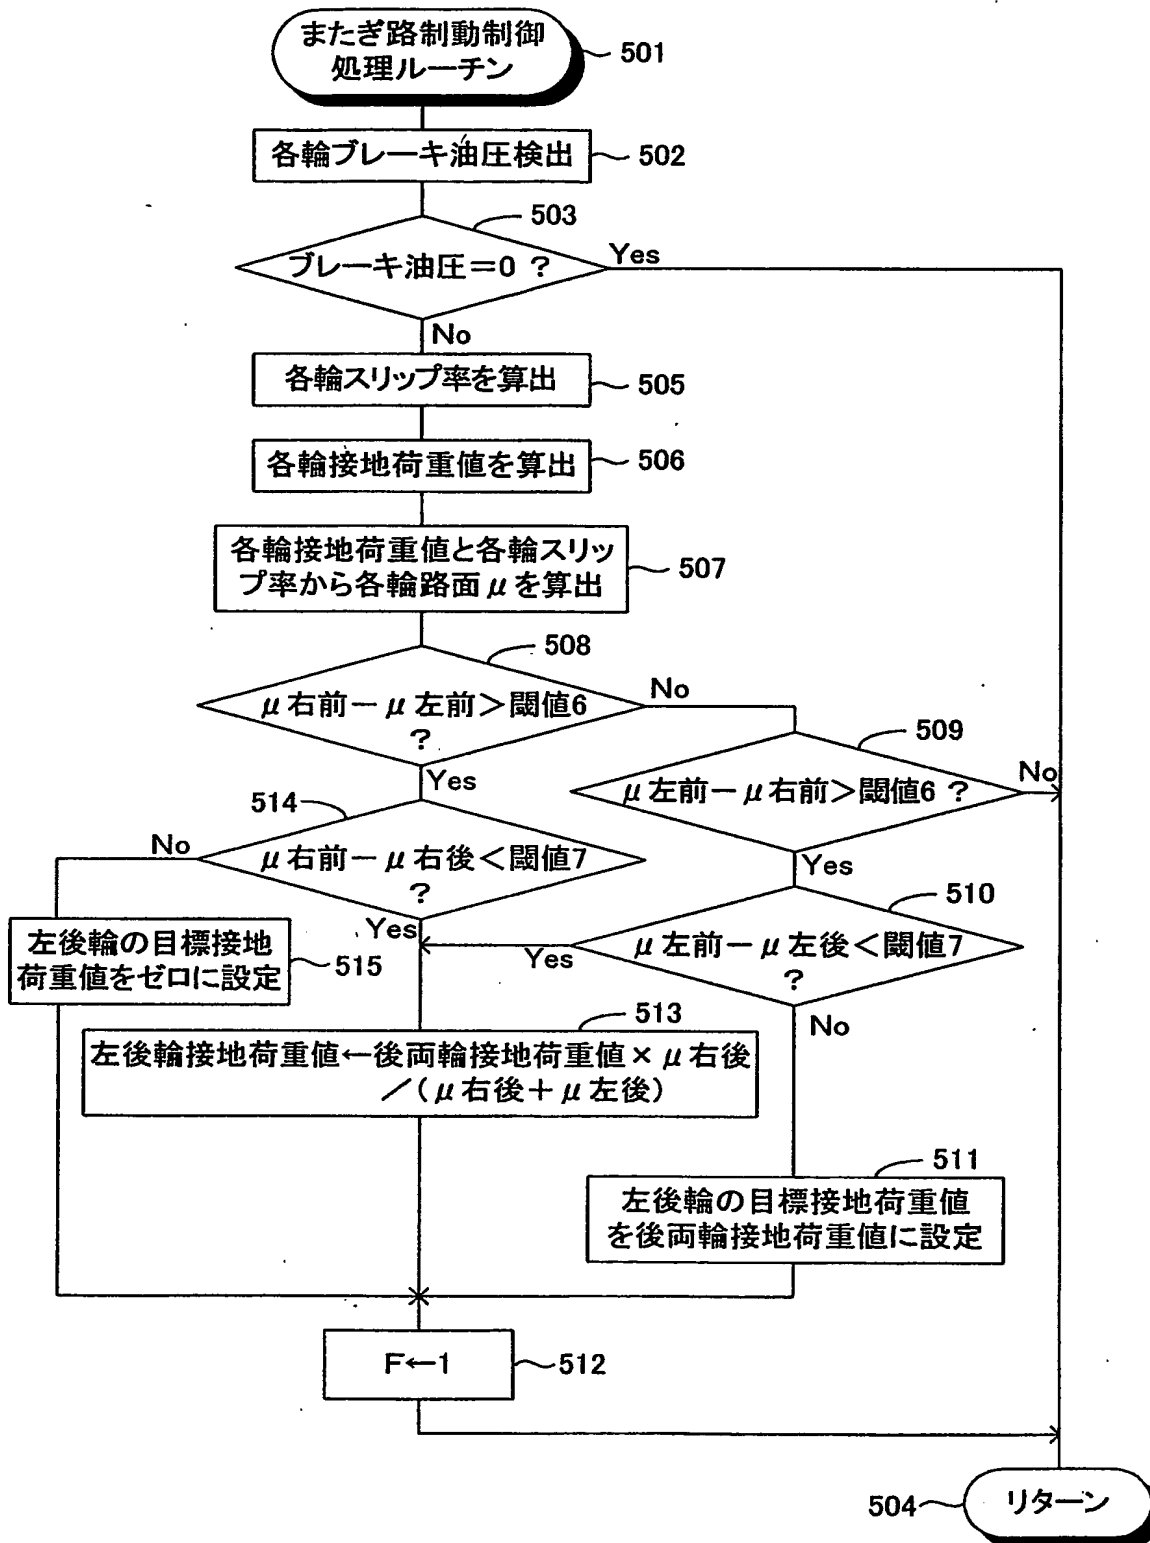 またぎ路制動制御
処理ルーチン
501
各輪ブレーキ油圧検出
502
503
ブレーキ油圧=0 ?
Yes
No
各輪スリップ率を算出
505
各輪接地荷重値を算出
506
各輪接地荷重値と各輪スリッ
プ率から各輪路面μを算出
507
508
μ右前-μ左前>閾値6
?
No
Yes
509
μ左前-μ右前>閾値6 ?
No
Yes
514
μ右前-μ右後<閾値7
?
No
Yes
510
μ左前-μ左後<閾値7
?
Yes
No
左後輪の目標接地
荷重値をゼロに設定
515
513
左後輪接地荷重値←後両輪接地荷重値×μ右後
/(μ右後+μ左後)
511
左後輪の目標接地荷重値
を後両輪接地荷重値に設定
F←1
512
504
リターン